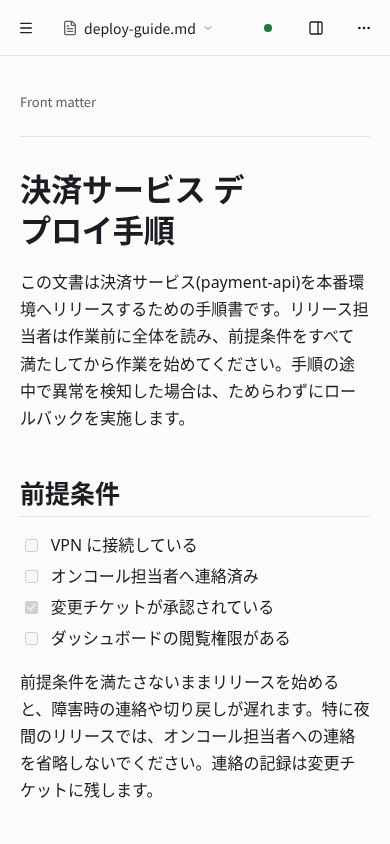 deploy-guide.md
Front matter
決済サービス デ
プロイ手順
この文書は決済サービス(payment-api)を本番環
境へリリースするための手順書です。リリース担
当者は作業前に全体を読み、前提条件をすべて
満たしてから作業を始めてください。手順の途
中で異常を検知した場合は、ためらわずにロー
ルバックを実施します。
前提条件
VPN に接続している
オンコール担当者へ連絡済み
変更チケットが承認されている
ダッシュボードの閲覧権限がある
前提条件を満たさないままリリースを始める
と、障害時の連絡や切り戻しが遅れます。特に夜
間のリリースでは、オンコール担当者への連絡
を省略しないでください。連絡の記録は変更チ
ケットに残します。